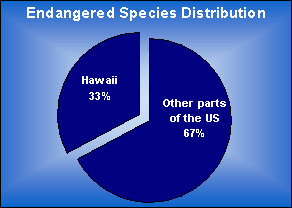 Endangered Species Distribution
Hawaii
33%
Other parts
of the US
67%